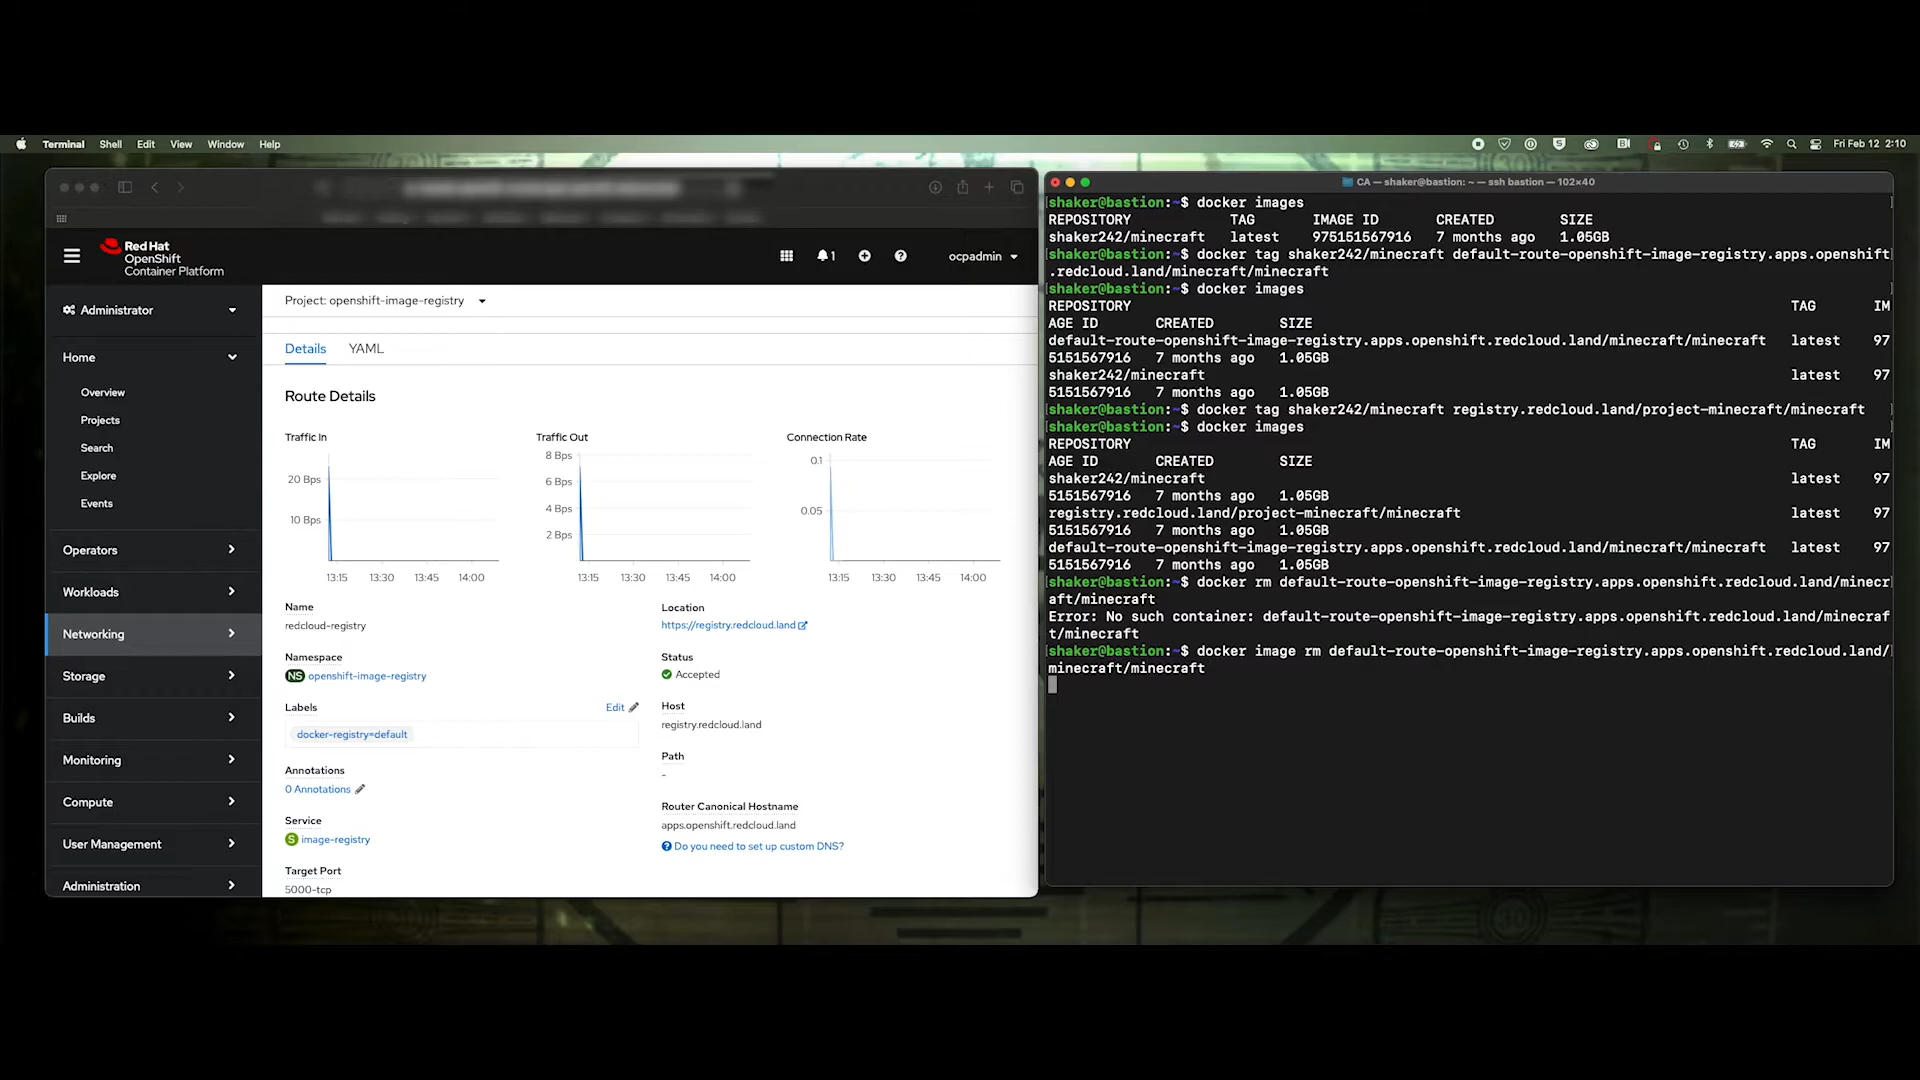 Terminal Shell Edit View Window Help
Fri Feb 12 2:10
Red Hat
OpenShift
Container Platform
1
ocpadmin
Administrator
Home
Overview
Projects
Search
Explore
Events
Operators
Workloads
Networking
Storage
Builds
Monitoring
Compute
User Management
Administration
Project: openshift-image-registry
Details YAML
Route Details
Traffic In
20 Bps
10 Bps
13:15 13:30 13:45 14:00
Traffic Out
8 Bps
6 Bps
4 Bps
2 Bps
13:15 13:30 13:45 14:00
Connection Rate
0.1
0.05
13:15 13:30 13:45 14:00
Name
redcloud-registry
Namespace
NS openshift-image-registry
Labels Edit
docker-registry=default
Annotations
0 Annotations
Service
S image-registry
Target Port
5000-tcp
Location
https://registry.redcloud.land
Status
Accepted
Host
registry.redcloud.land
Path
-
Router Canonical Hostname
apps.openshift.redcloud.land
Do you need to set up custom DNS?
CA — shaker@bastion: ~ — ssh bastion — 102×40
[shaker@bastion:~$ docker images ]
REPOSITORY TAG IMAGE ID CREATED SIZE
shaker242/minecraft latest 975151567916 7 months ago 1.05GB
[shaker@bastion:~$ docker tag shaker242/minecraft default-route-openshift-image-registry.apps.openshift]
.redcloud.land/minecraft/minecraft
[shaker@bastion:~$ docker images ]
REPOSITORY TAG IM
AGE ID CREATED SIZE
default-route-openshift-image-registry.apps.openshift.redcloud.land/minecraft/minecraft latest 97
5151567916 7 months ago 1.05GB
shaker242/minecraft latest 97
5151567916 7 months ago 1.05GB
[shaker@bastion:~$ docker tag shaker242/minecraft registry.redcloud.land/project-minecraft/minecraft ]
[shaker@bastion:~$ docker images ]
REPOSITORY TAG IM
AGE ID CREATED SIZE
shaker242/minecraft latest 97
5151567916 7 months ago 1.05GB
registry.redcloud.land/project-minecraft/minecraft latest 97
5151567916 7 months ago 1.05GB
default-route-openshift-image-registry.apps.openshift.redcloud.land/minecraft/minecraft latest 97
5151567916 7 months ago 1.05GB
[shaker@bastion:~$ docker rm default-route-openshift-image-registry.apps.openshift.redcloud.land/minecr]
aft/minecraft
Error: No such container: default-route-openshift-image-registry.apps.openshift.redcloud.land/minecraf
t/minecraft
[shaker@bastion:~$ docker image rm default-route-openshift-image-registry.apps.openshift.redcloud.land/]
minecraft/minecraft